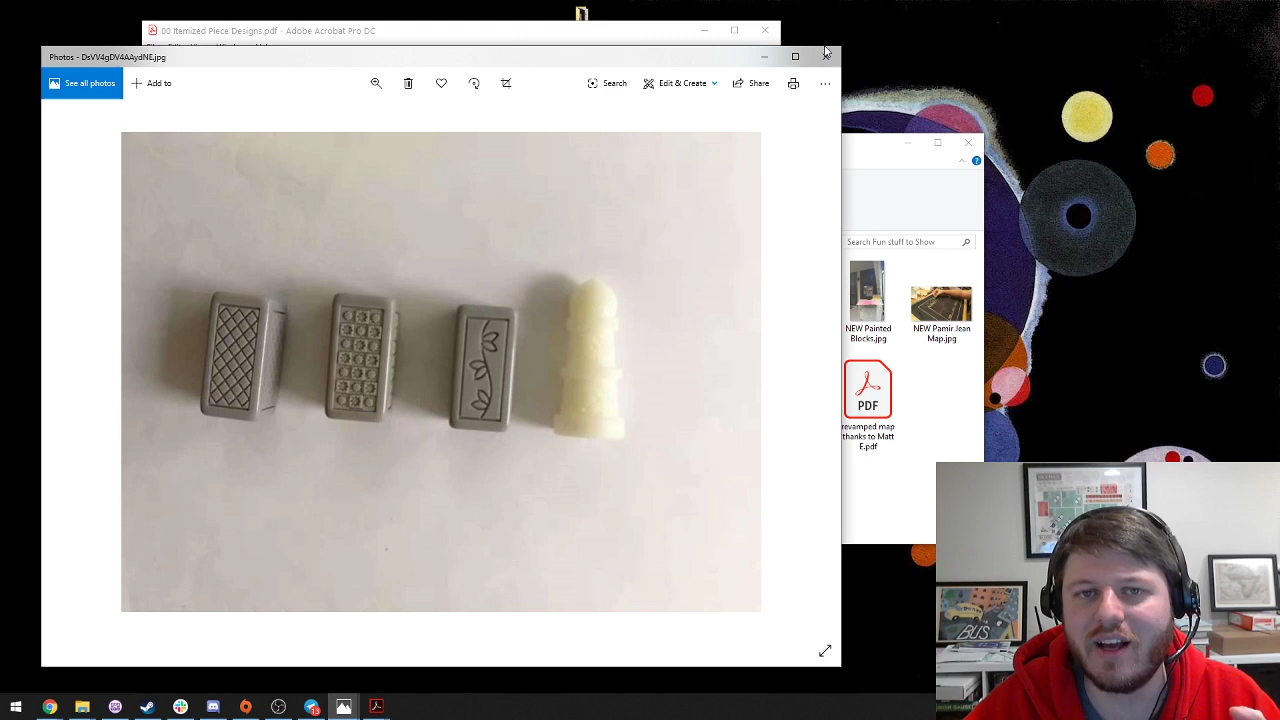 00 Itemized Piece Designs.pdf - Adobe Acrobat Pro DC
Photos - DsVV4gDV4AAydNE.jpg
See all photos
Add to
Search
Edit & Create
Share
Search Fun stuff to Show
NEW Painted
Blocks.jpg
NEW Pamir Jean
Map.jpg
PDF
revamped map
thanks to Matt
E.pdf
BUS
13